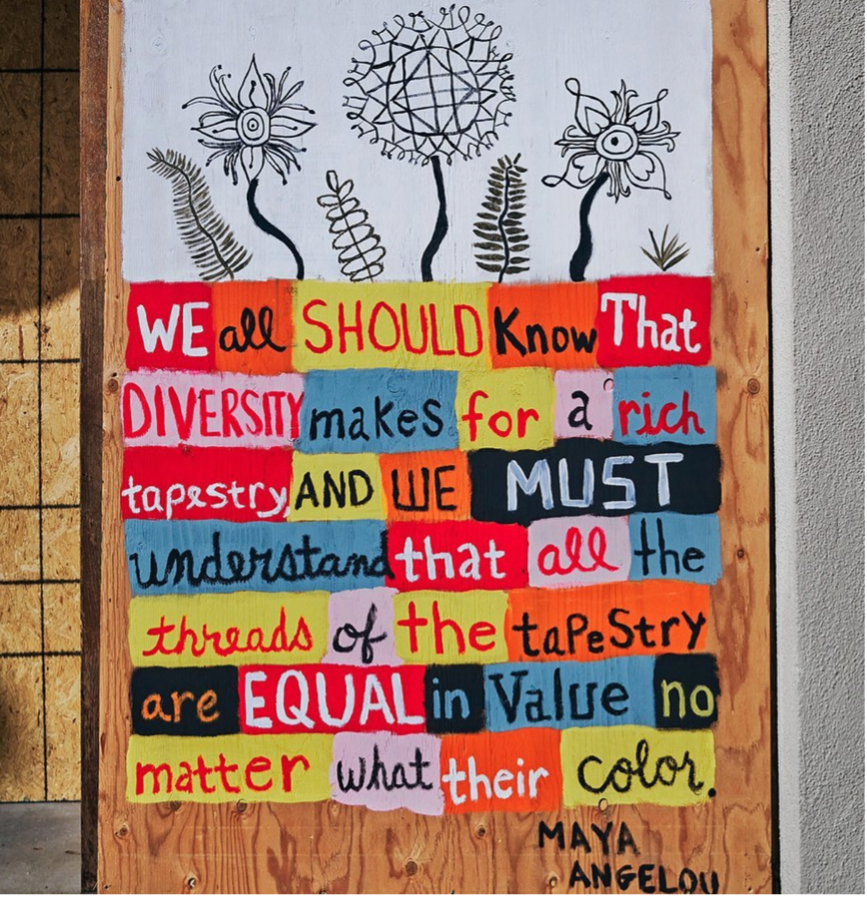 WE all SHOULD Know That
DIVERSITY makes for a rich
tapestry, AND WE MUST
understand that all the
threads of the taPeStry
are EQUAL in Value no
matter what their color.
MAYA
ANGELOU